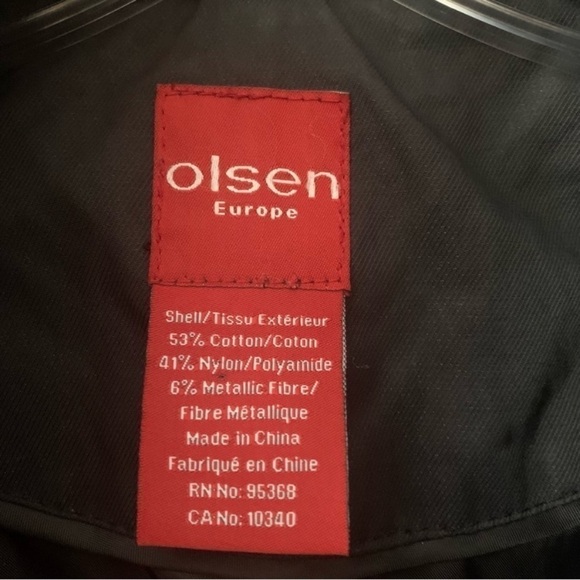 olsen
Europe
Shell/Tissu Extérieur
53% Cotton/Coton
41% Nylon/Polyamide
6% Metallic Fibre/
Fibre Métallique
Made in China
Fabriqué en Chine
RN No: 95368
CA No: 10340